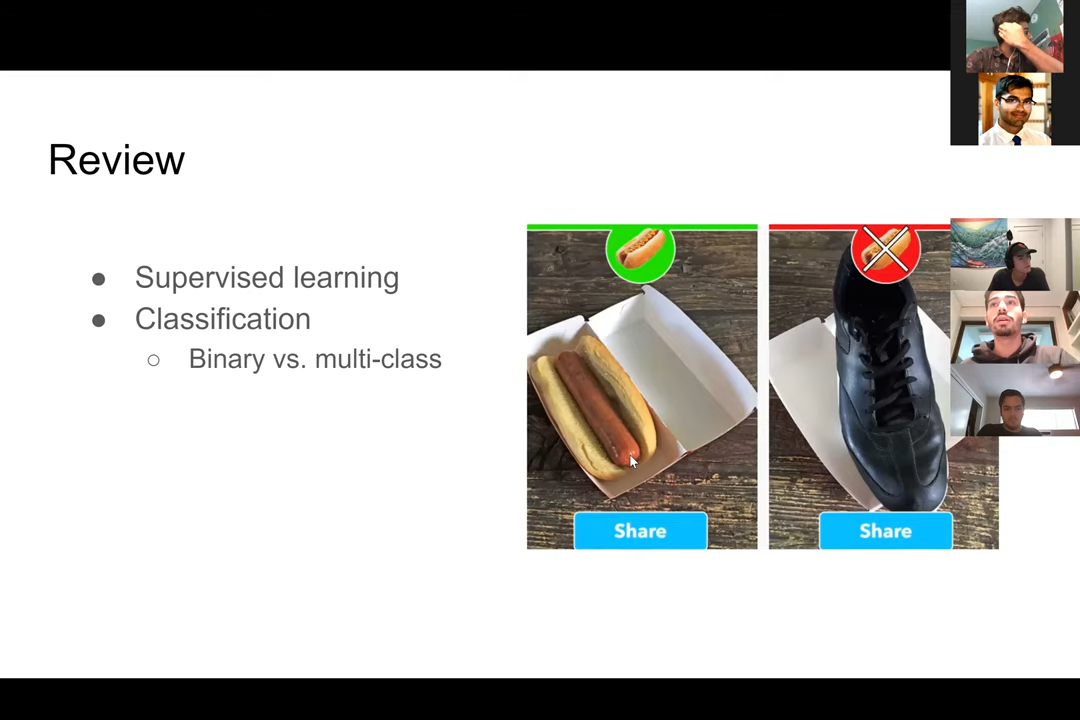 Review
Supervised learning
Classification
Binary vs. multi-class
Share
Share